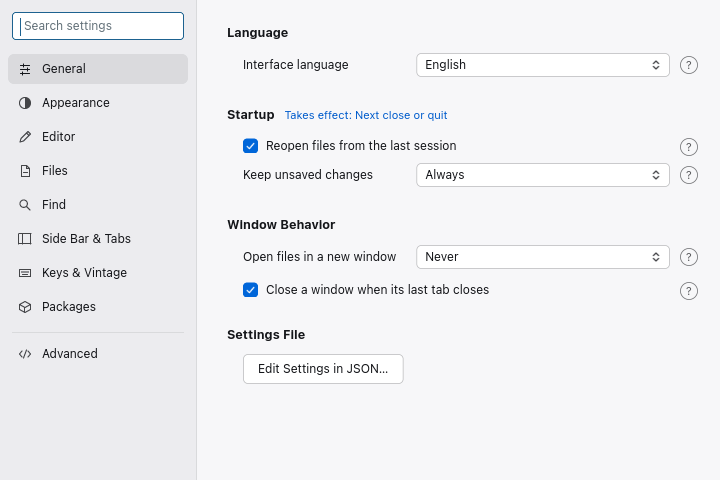 Search settings
General
Appearance
Editor
Files
Find
Side Bar & Tabs
Keys & Vintage
Packages
Advanced
Language
Interface language English ?
Startup Takes effect: Next close or quit
Reopen files from the last session ?
Keep unsaved changes Always ?
Window Behavior
Open files in a new window Never ?
Close a window when its last tab closes ?
Settings File
Edit Settings in JSON...